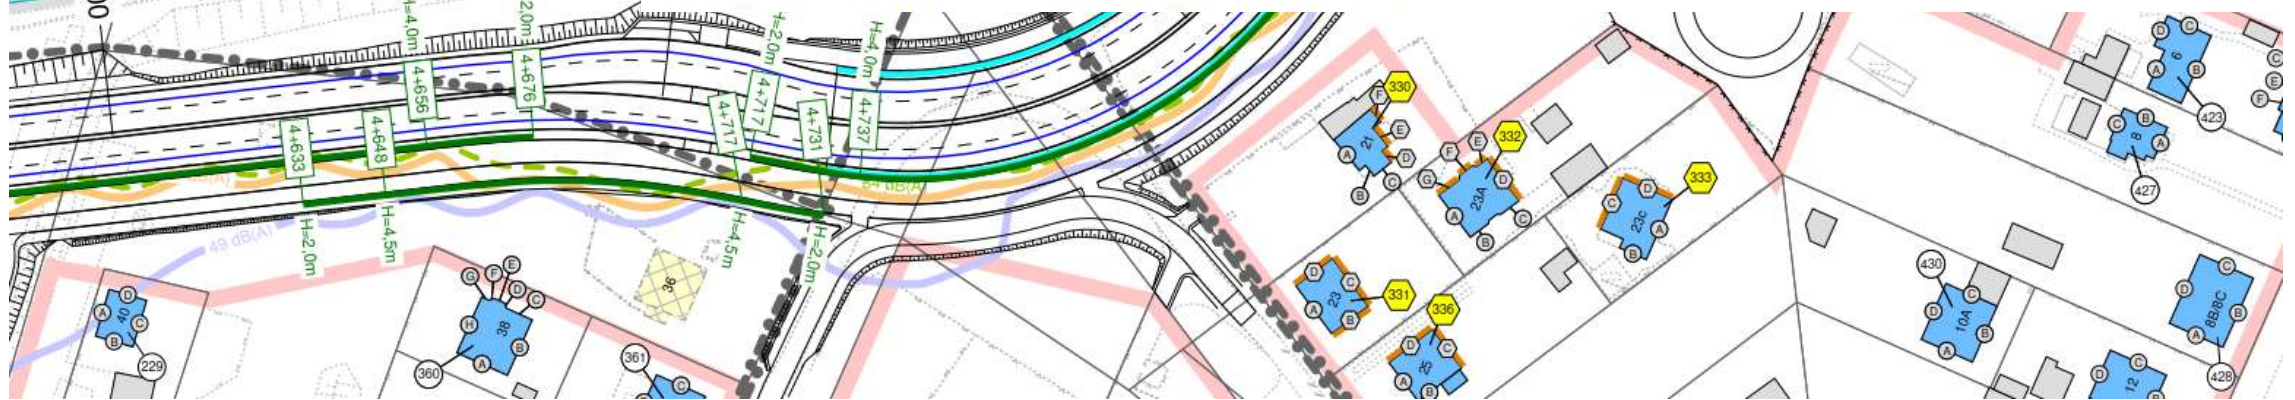 00
H=4,0m
2,0m
H=2,0m
H=4,0m
4+633
4+648
4+656
4+676
4+717
4+717
4+731
4+737
H=2,0m
H=4,5m
H=4,5m
H=2,0m
49 dB(A)
dB(A)
64 dB(A)
40
A
B
C
D
229
38
A
B
C
D
E
F
G
H
360
36
361
C
21
A
B
C
D
E
F
330
23A
A
B
C
D
E
F
G
332
23c
A
B
C
D
333
23
A
B
C
D
331
25
A
B
C
D
336
6
A
B
C
D
423
8
A
B
C
D
427
C
E
F
10A
A
B
C
D
430
8B/8C
A
B
C
D
428
12
B
C
D